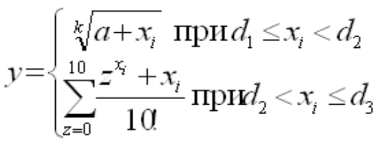 y = { ᵏ√(a + xᵢ) при d₁ ≤ xᵢ < d₂
∑_{z=0}^{10} (z^{xᵢ} + xᵢ)/10! при d₂ < xᵢ ≤ d₃